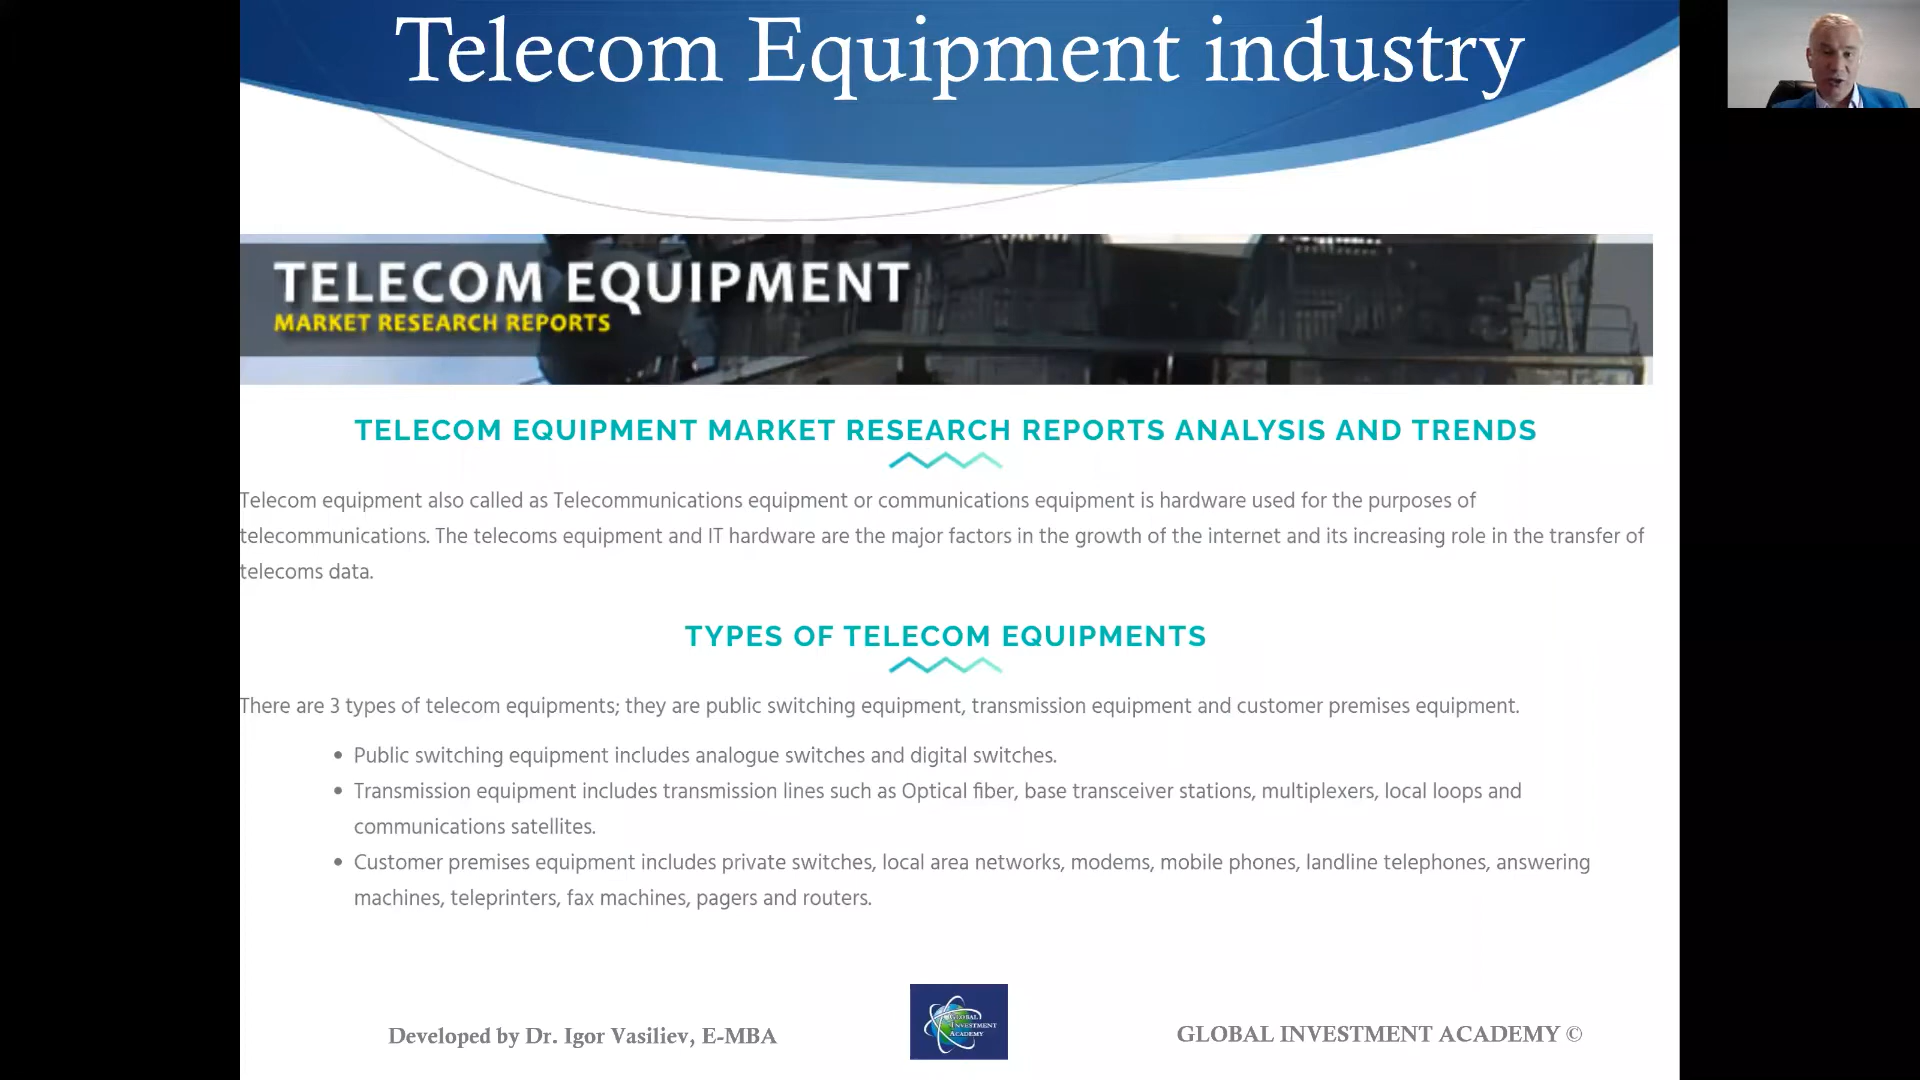 Telecom Equipment industry
TELECOM EQUIPMENT
MARKET RESEARCH REPORTS
TELECOM EQUIPMENT MARKET RESEARCH REPORTS ANALYSIS AND TRENDS
Telecom equipment also called as Telecommunications equipment or communications equipment is hardware used for the purposes of
telecommunications. The telecoms equipment and IT hardware are the major factors in the growth of the internet and its increasing role in the transfer of
telecoms data.
TYPES OF TELECOM EQUIPMENTS
There are 3 types of telecom equipments; they are public switching equipment, transmission equipment and customer premises equipment.
• Public switching equipment includes analogue switches and digital switches.
• Transmission equipment includes transmission lines such as Optical fiber, base transceiver stations, multiplexers, local loops and
communications satellites.
• Customer premises equipment includes private switches, local area networks, modems, mobile phones, landline telephones, answering
machines, teleprinters, fax machines, pagers and routers.
Developed by Dr. Igor Vasiliev, E-MBA
GLOBAL
INVESTMENT
ACADEMY
GLOBAL INVESTMENT ACADEMY ©